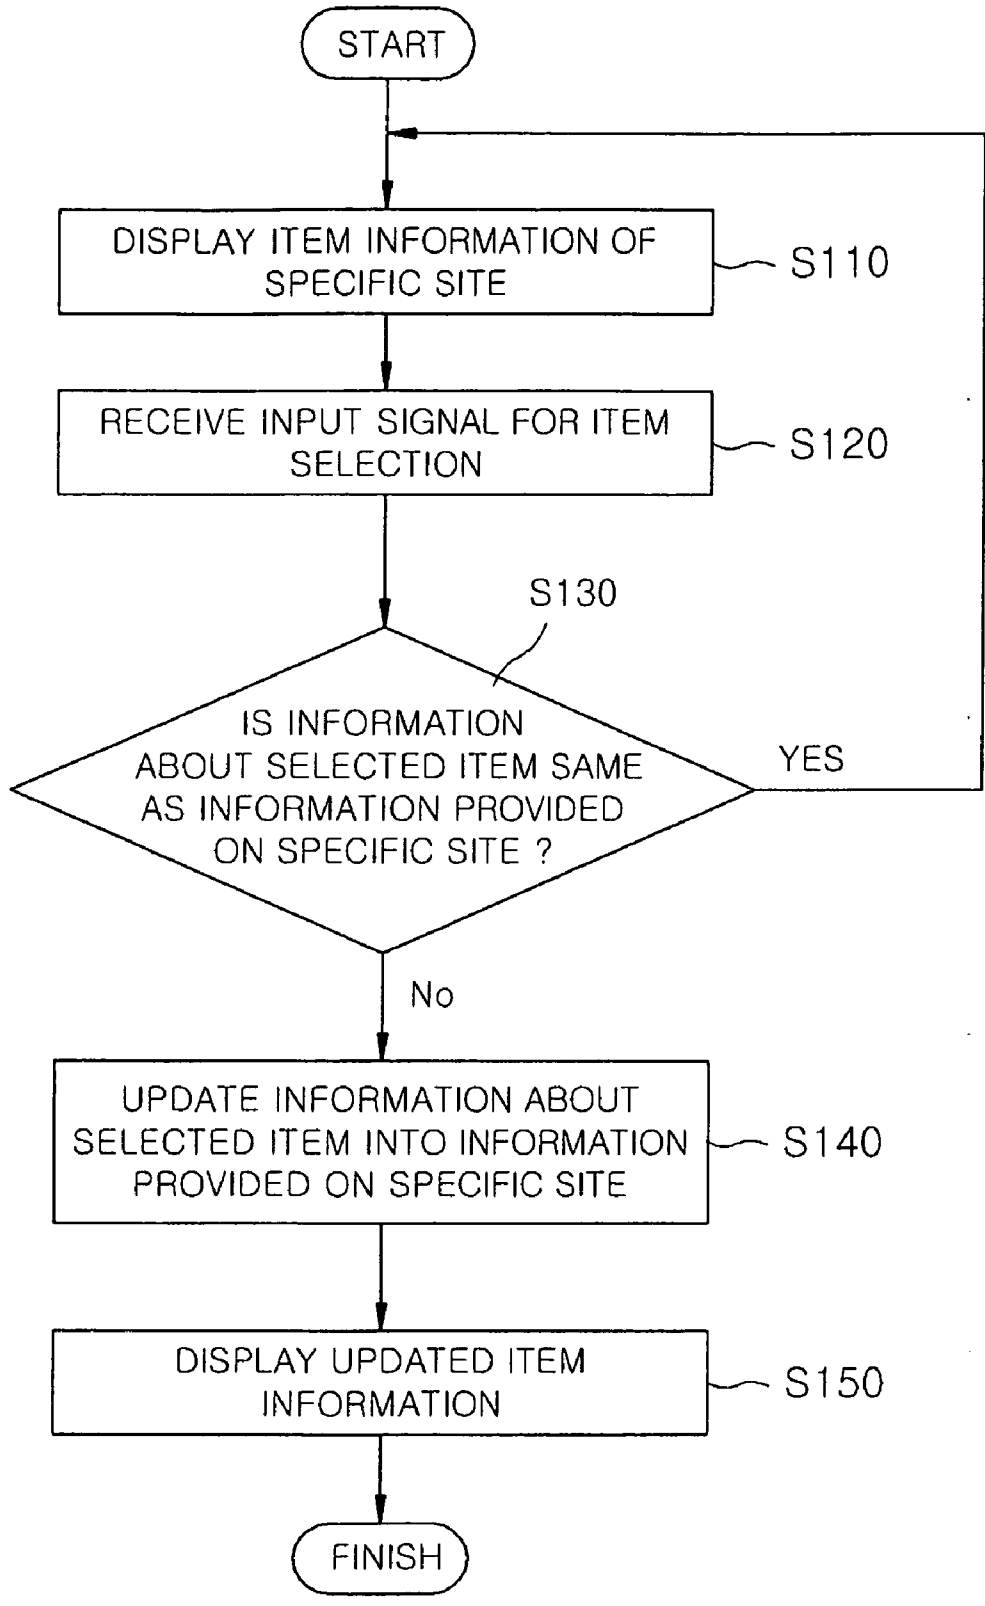 START
DISPLAY ITEM INFORMATION OF
SPECIFIC SITE
S110
RECEIVE INPUT SIGNAL FOR ITEM
SELECTION
S120
S130
IS INFORMATION
ABOUT SELECTED ITEM SAME
AS INFORMATION PROVIDED
ON SPECIFIC SITE ?
YES
No
UPDATE INFORMATION ABOUT
SELECTED ITEM INTO INFORMATION
PROVIDED ON SPECIFIC SITE
S140
DISPLAY UPDATED ITEM
INFORMATION
S150
FINISH